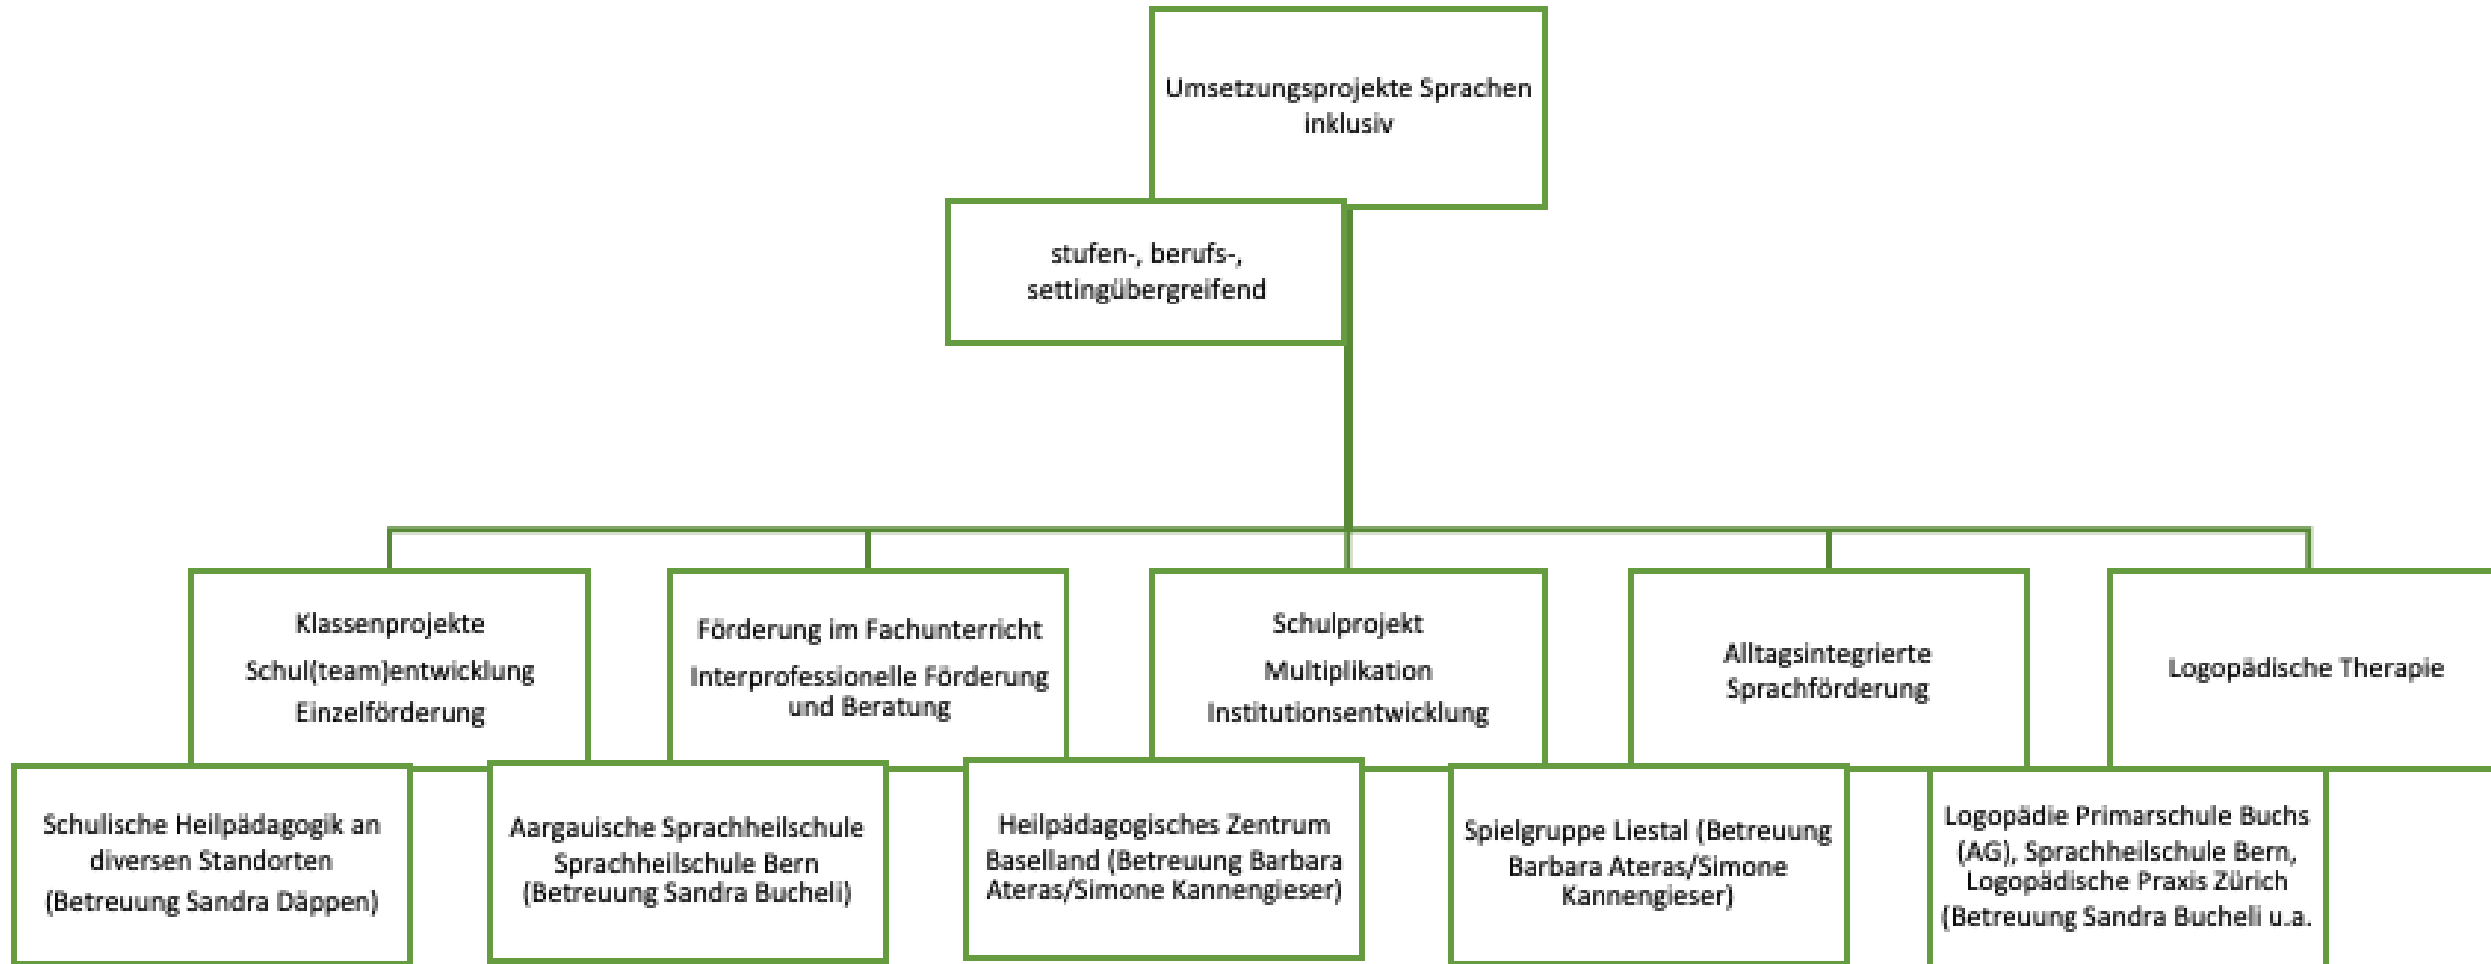 Umsetzungsprojekte Sprachen
inklusiv
stufen-, berufs-,
settingübergreifend
Klassenprojekte
Schul(team)entwicklung
Einzelförderung
Schulische Heilpädagogik an
diversen Standorten
(Betreuung Sandra Däppen)
Förderung im Fachunterricht
Interprofessionelle Förderung
und Beratung
Aargauische Sprachheilschule
Sprachheilschule Bern
(Betreuung Sandra Bucheli)
Schulprojekt
Multiplikation
Institutionsentwicklung
Heilpädagogisches Zentrum
Baselland (Betreuung Barbara
Ateras/Simone Kannengieser)
Alltagsintegrierte
Sprachförderung
Spielgruppe Liestal (Betreuung
Barbara Ateras/Simone
Kannengieser)
Logopädische Therapie
Logopädie Primarschule Buchs
(AG), Sprachheilschule Bern,
Logopädische Praxis Zürich
(Betreuung Sandra Bucheli u.a.